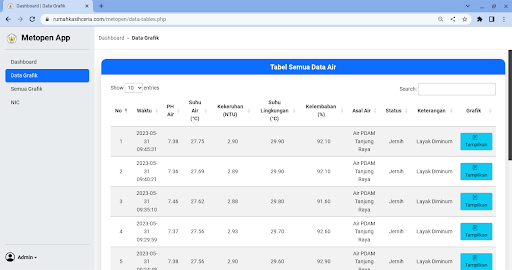 Dashboard | Data Grafik
rumahkasihceria.com/metopen/data-tables.php
Metopen App
Dashboard
Data Grafik
Semua Grafik
NIC
Admin
Dashboard - Data Grafik
Tabel Semua Data Air
Show 10 entries
Search:
No Waktu PH Air Suhu Air (°C) Kekeruhan (NTU) Suhu Lingkungan (°C) Kelembaban (%) Asal Air Status Keterangan Grafik
1 2023-05-31 09:45:31 7.38 27.75 2.90 29.90 92.10 Air PDAM Tanjung Raya Jernih Layak Diminum Tampilkan
2 2023-05-31 09:40:21 7.36 27.69 2.89 29.90 92.10 Air PDAM Tanjung Raya Jernih Layak Diminum Tampilkan
3 2023-05-31 09:35:10 7.46 27.62 2.88 29.80 91.60 Air PDAM Tanjung Raya Jernih Layak Diminum Tampilkan
4 2023-05-31 09:29:59 7.37 27.56 2.93 29.70 92.60 Air PDAM Tanjung Raya Jernih Layak Diminum Tampilkan
5 2023-05-31 7.38 27.56 2.90 29.60 92.90 Air PDAM Tanjung Raya Jernih Layak Diminum Tampilkan